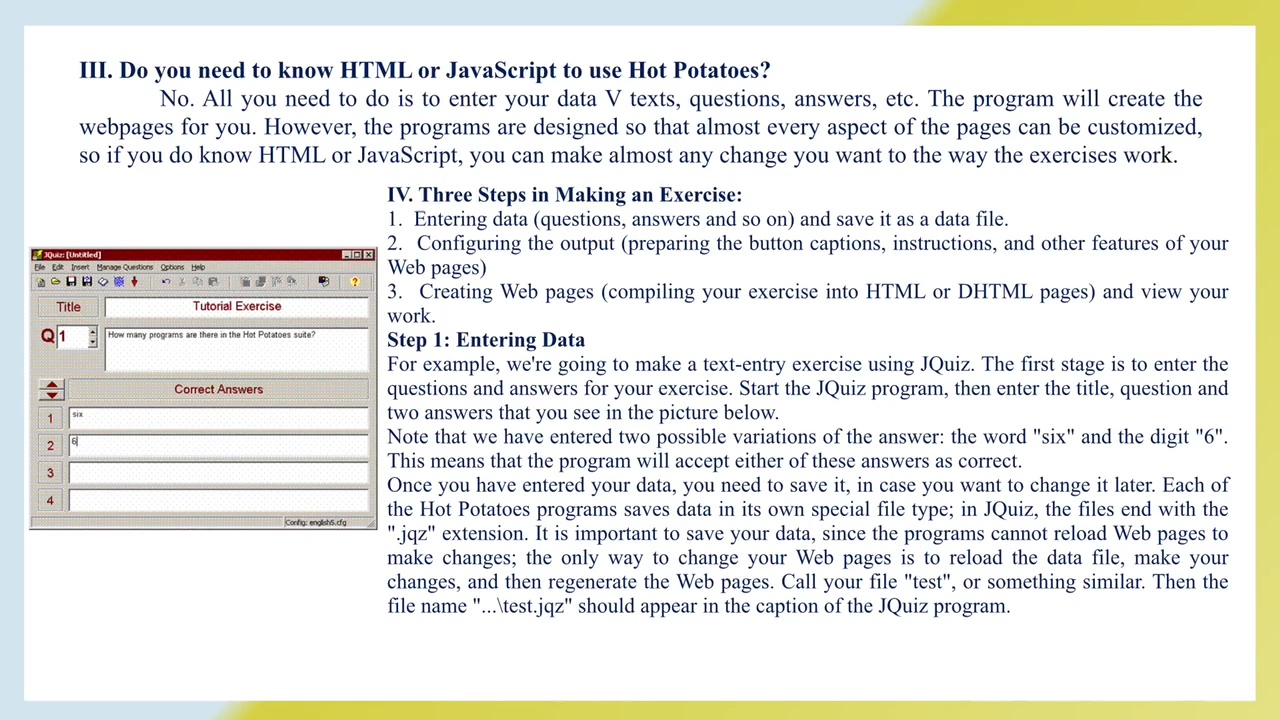 III. Do you need to know HTML or JavaScript to use Hot Potatoes?
No. All you need to do is to enter your data V texts, questions, answers, etc. The program will create the
webpages for you. However, the programs are designed so that almost every aspect of the pages can be customized,
so if you do know HTML or JavaScript, you can make almost any change you want to the way the exercises work.
JQuiz: [Untitled]
File Edit Insert Manage Questions Options Help
Title
Tutorial Exercise
Q 1
How many programs are there in the Hot Potatoes suite?
Correct Answers
1 six
2 6
3
4
Config: english5.cfg
IV. Three Steps in Making an Exercise:
1. Entering data (questions, answers and so on) and save it as a data file.
2. Configuring the output (preparing the button captions, instructions, and other features of your
Web pages)
3. Creating Web pages (compiling your exercise into HTML or DHTML pages) and view your
work.
Step 1: Entering Data
For example, we're going to make a text-entry exercise using JQuiz. The first stage is to enter the
questions and answers for your exercise. Start the JQuiz program, then enter the title, question and
two answers that you see in the picture below.
Note that we have entered two possible variations of the answer: the word "six" and the digit "6".
This means that the program will accept either of these answers as correct.
Once you have entered your data, you need to save it, in case you want to change it later. Each of
the Hot Potatoes programs saves data in its own special file type; in JQuiz, the files end with the
".jqz" extension. It is important to save your data, since the programs cannot reload Web pages to
make changes; the only way to change your Web pages is to reload the data file, make your
changes, and then regenerate the Web pages. Call your file "test", or something similar. Then the
file name "...\test.jqz" should appear in the caption of the JQuiz program.